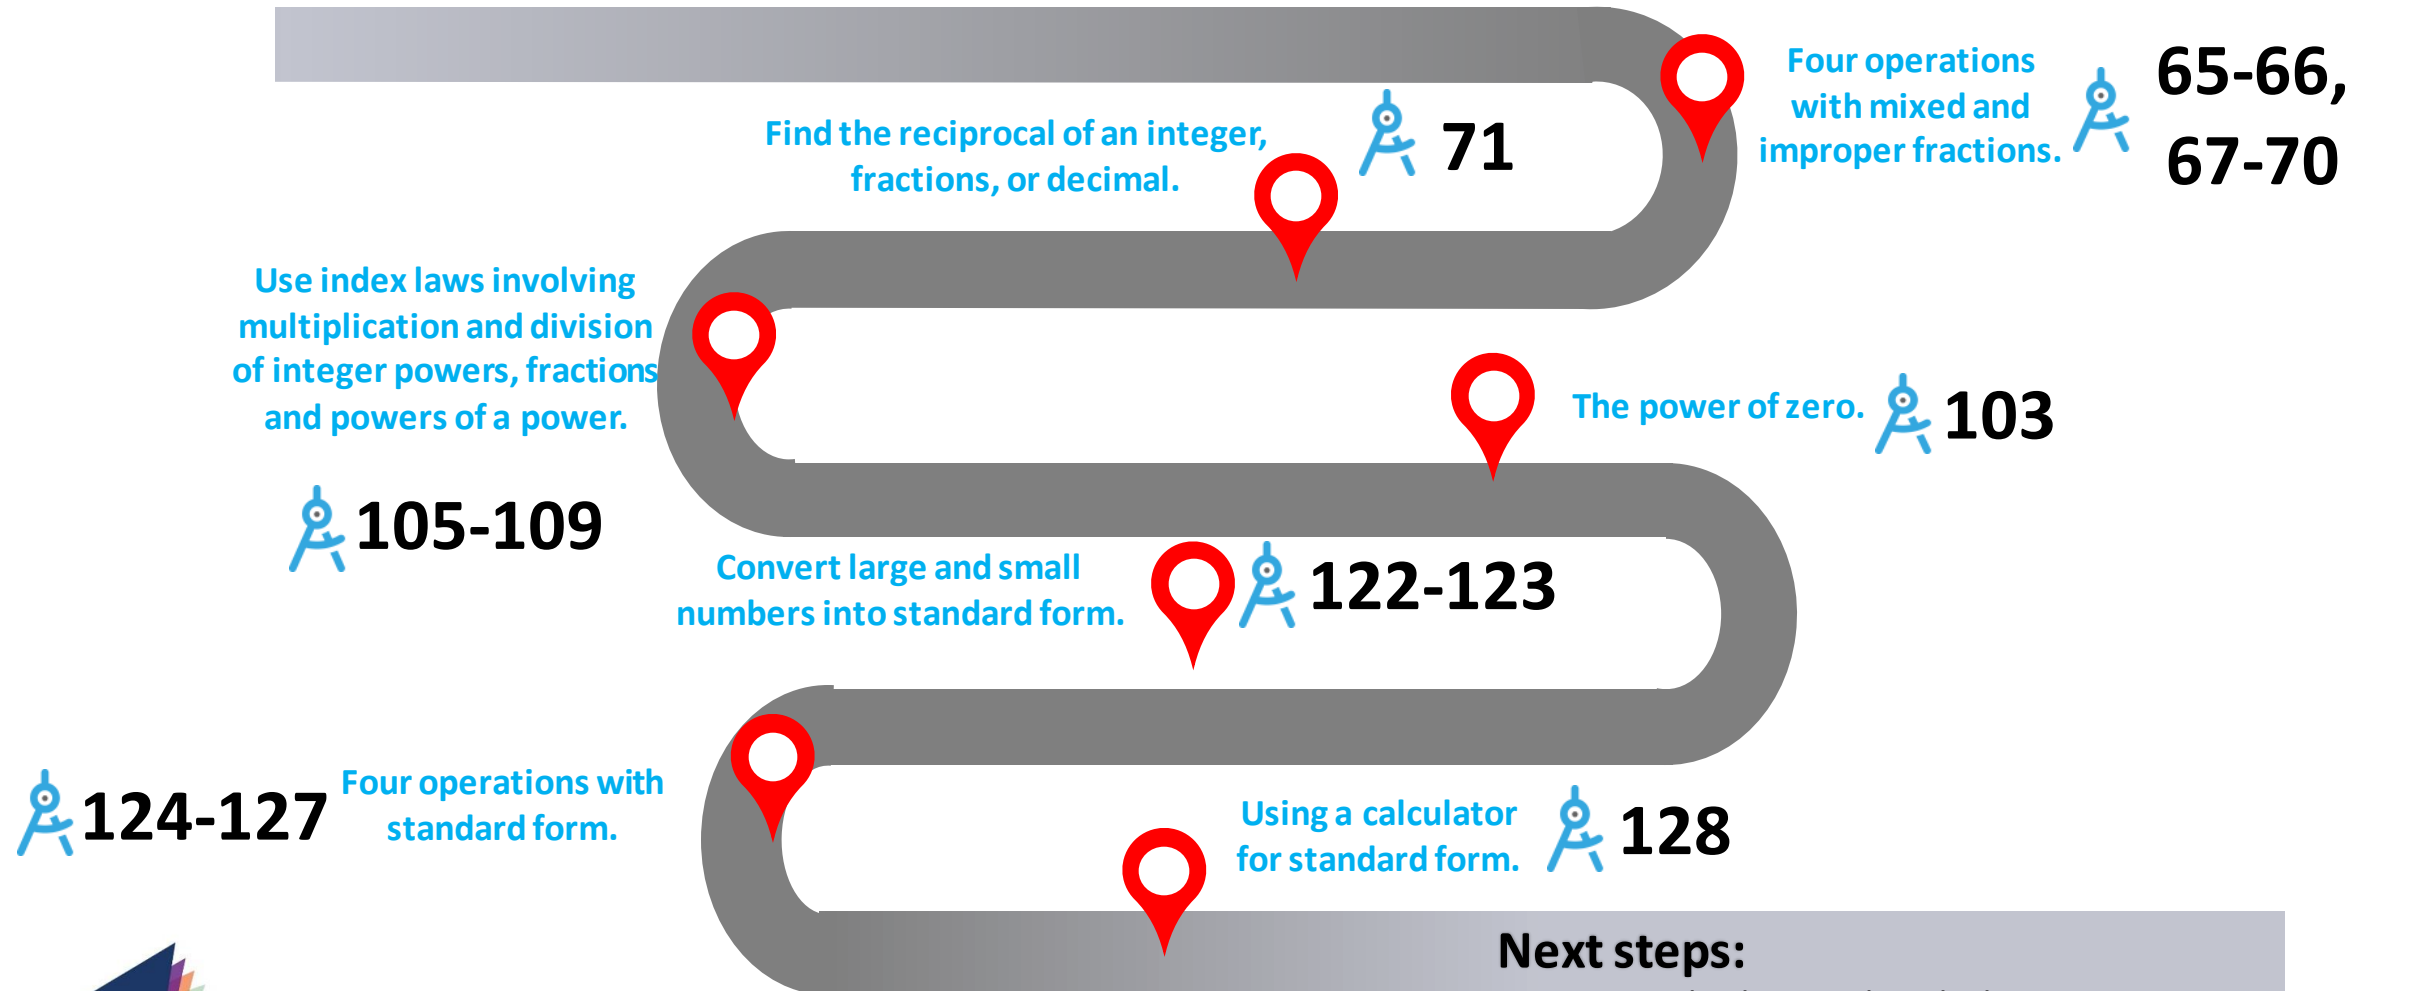 Four operations
with mixed and
improper fractions.
65-66,
67-70
Find the reciprocal of an integer,
fractions, or decimal.
71
Use index laws involving
multiplication and division
of integer powers, fractions
and powers of a power.
105-109
The power of zero.
103
Convert large and small
numbers into standard form.
122-123
124-127
Four operations with
standard form.
Using a calculator
for standard form.
128
Next steps: